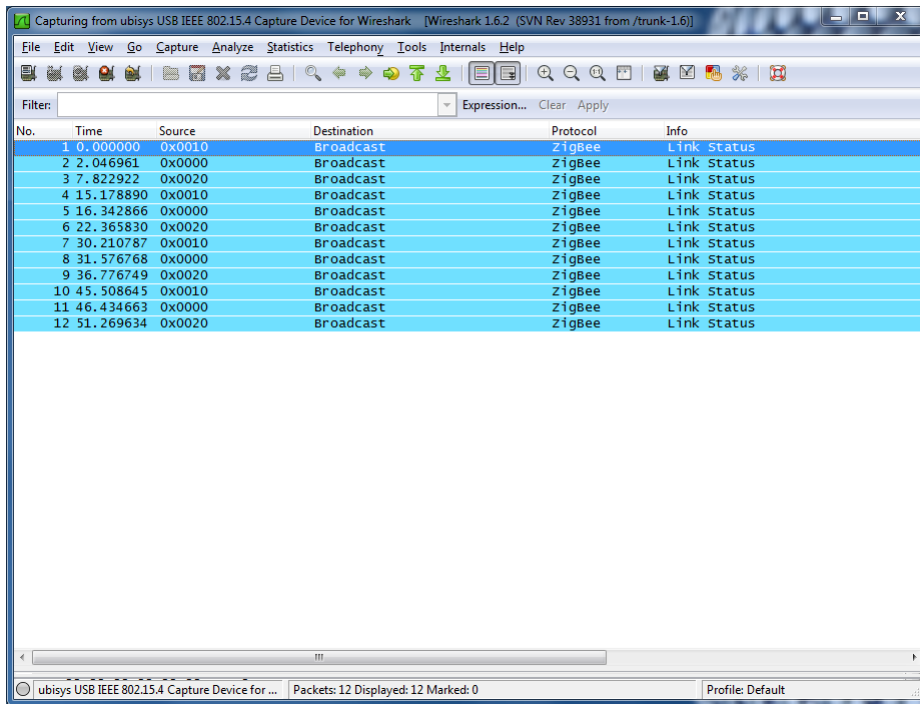 Capturing from ubisys USB IEEE 802.15.4 Capture Device for Wireshark [Wireshark 1.6.2 (SVN Rev 38931 from /trunk-1.6)]
File Edit View Go Capture Analyze Statistics Telephony Tools Internals Help
Filter: Expression... Clear Apply
No. Time Source Destination Protocol Info
1 0.000000 0x0010 Broadcast ZigBee Link Status
2 2.046961 0x0000 Broadcast ZigBee Link Status
3 7.822922 0x0020 Broadcast ZigBee Link Status
4 15.178890 0x0010 Broadcast ZigBee Link Status
5 16.342866 0x0000 Broadcast ZigBee Link Status
6 22.365830 0x0020 Broadcast ZigBee Link Status
7 30.210787 0x0010 Broadcast ZigBee Link Status
8 31.576768 0x0000 Broadcast ZigBee Link Status
9 36.776749 0x0020 Broadcast ZigBee Link Status
10 45.508645 0x0010 Broadcast ZigBee Link Status
11 46.434663 0x0000 Broadcast ZigBee Link Status
12 51.269634 0x0020 Broadcast ZigBee Link Status
ubisys USB IEEE 802.15.4 Capture Device for ... Packets: 12 Displayed: 12 Marked: 0 Profile: Default